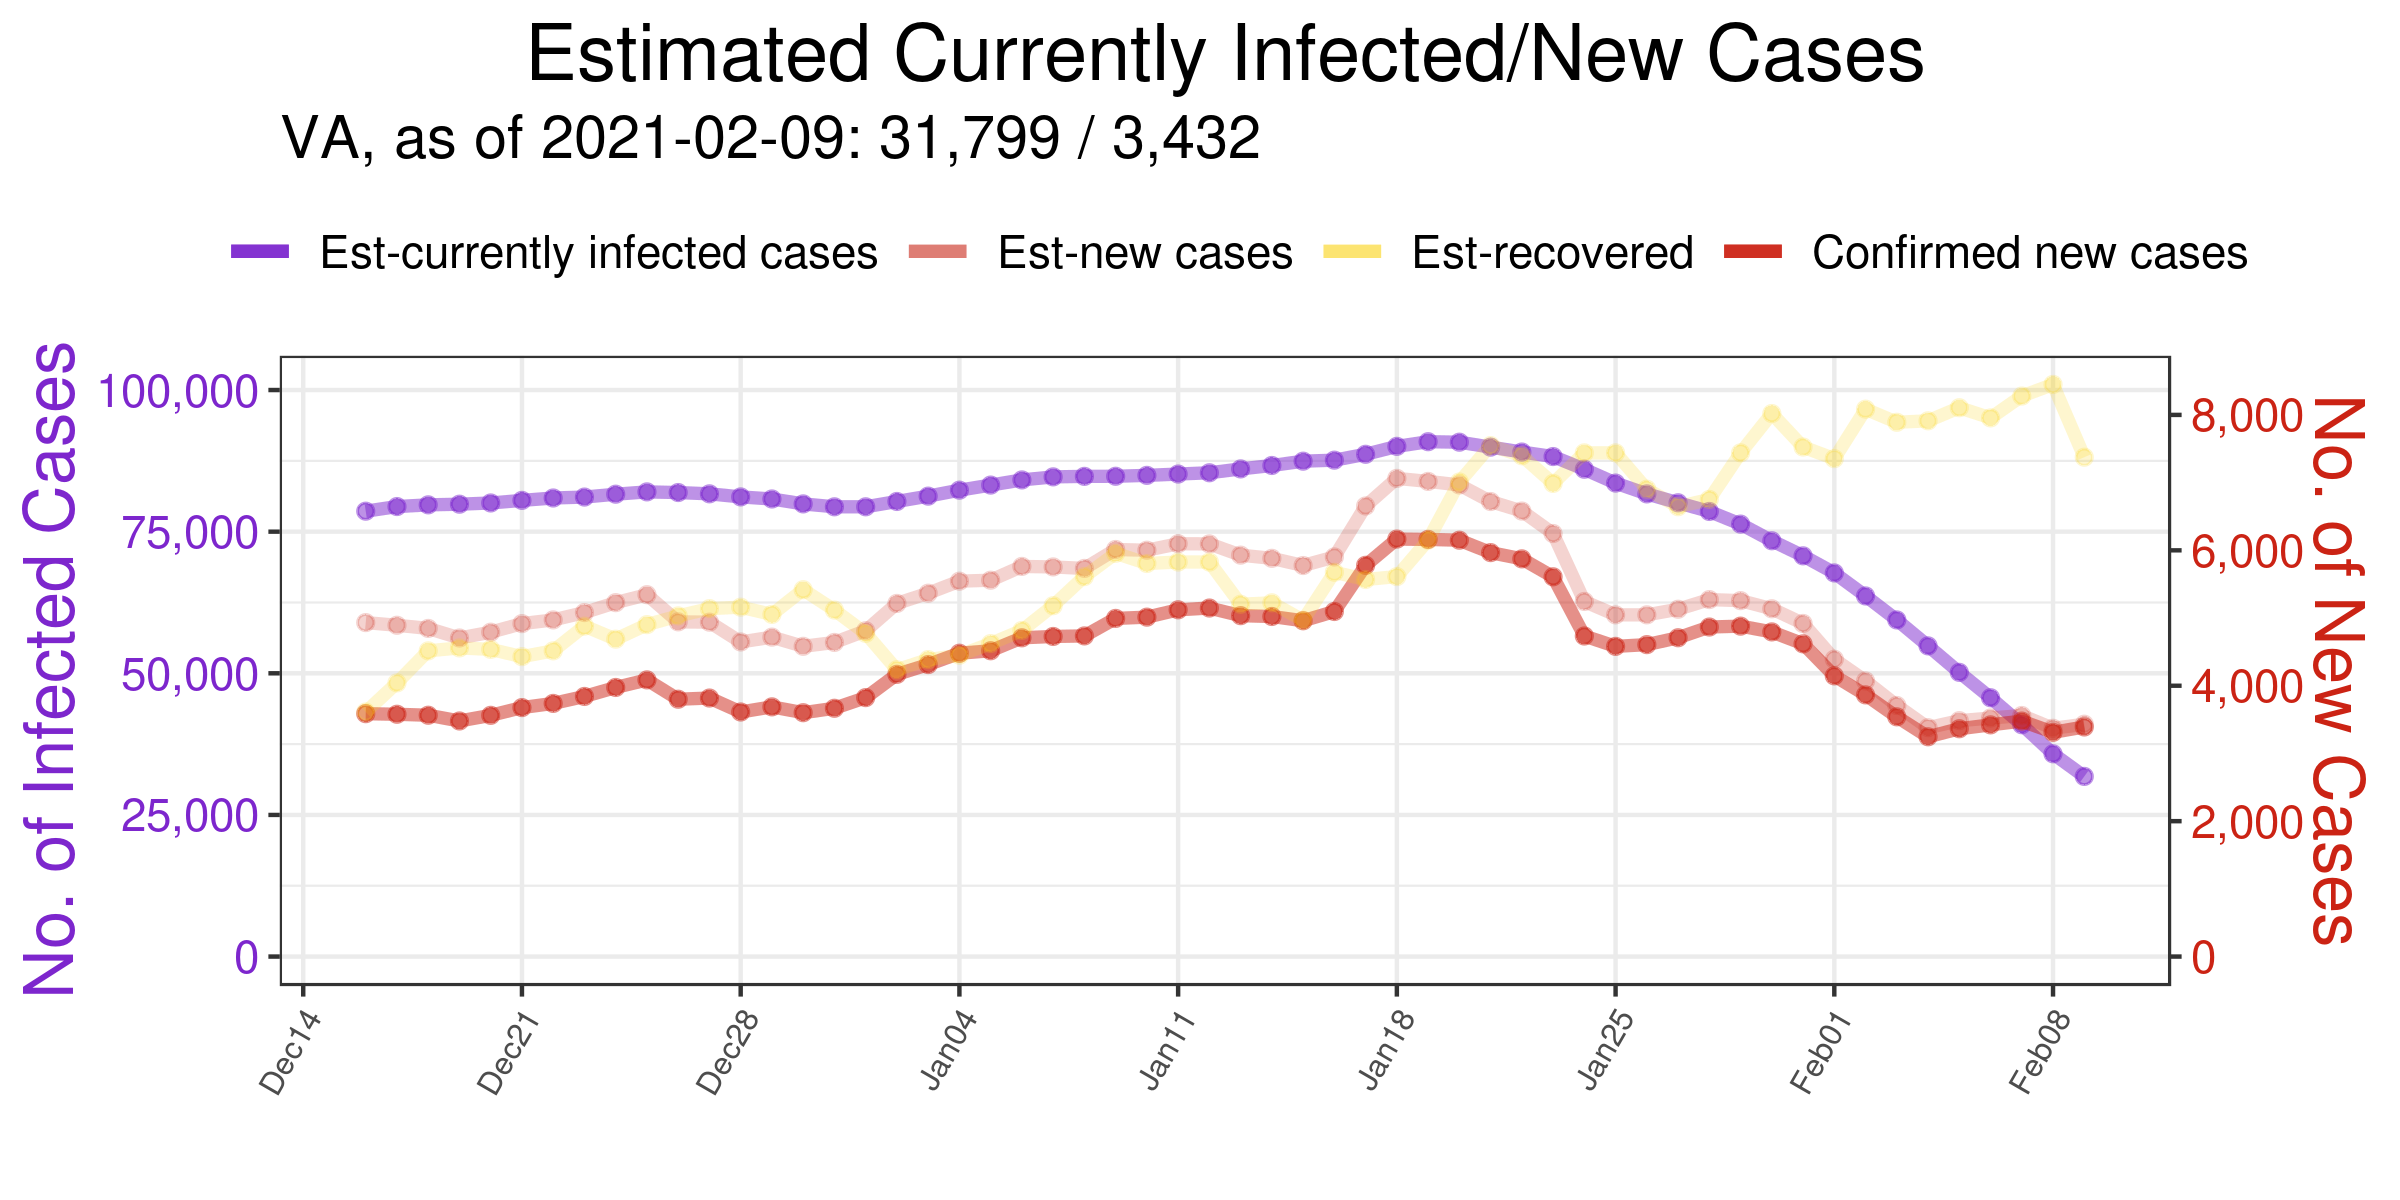 Estimated Currently Infected/New Cases
VA, as of 2021-02-09: 31,799 / 3,432
Est-currently infected cases Est-new cases Est-recovered Confirmed new cases
No. of Infected Cases
100,000
75,000
50,000
25,000
0
8,000
6,000
4,000
2,000
0
No. of New Cases
Dec14 Dec21 Dec28 Jan04 Jan11 Jan18 Jan25 Feb01 Feb08